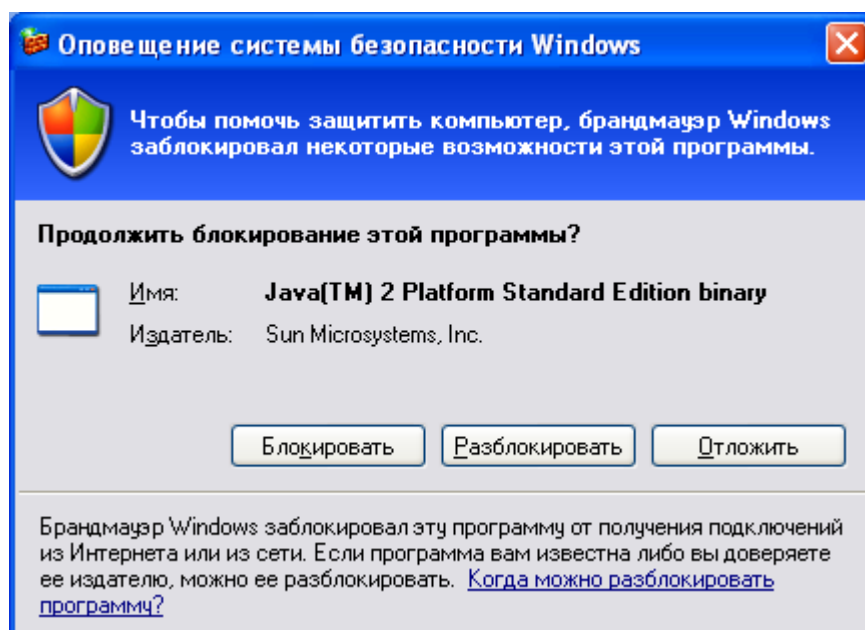 Оповещение системы безопасности Windows
Чтобы помочь защитить компьютер, брандмауэр Windows
заблокировал некоторые возможности этой программы.
Продолжить блокирование этой программы?
Имя: Java(TM) 2 Platform Standard Edition binary
Издатель: Sun Microsystems, Inc.
Блокировать Разблокировать Отложить
Брандмауэр Windows заблокировал эту программу от получения подключений
из Интернета или из сети. Если программа вам известна либо вы доверяете
ее издателю, можно ее разблокировать. Когда можно разблокировать
программу?